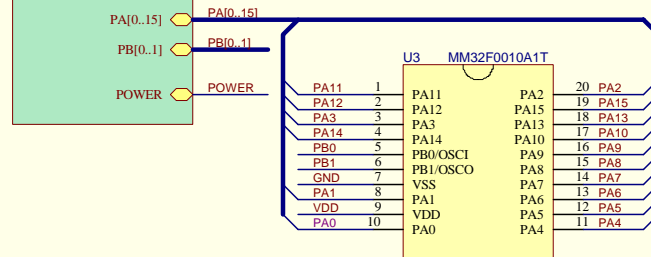 PA[0..15] PA[0..15]
PB[0..1] PB[0..1]
POWER POWER
U3 MM32F0010A1T
PA11 1 PA11 PA2 20 PA2
PA12 2 PA12 PA15 19 PA15
PA3 3 PA3 PA13 18 PA13
PA14 4 PA14 PA10 17 PA10
PB0 5 PB0/OSCI PA9 16 PA9
PB1 6 PB1/OSCO PA8 15 PA8
GND 7 VSS PA7 14 PA7
PA1 8 PA1 PA6 13 PA6
VDD 9 VDD PA5 12 PA5
PA0 10 PA0 PA4 11 PA4